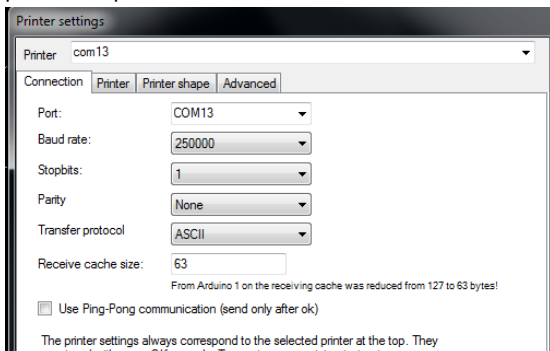 Printer settings
Printer com13
Connection Printer Printer shape Advanced
Port: COM13
Baud rate: 250000
Stopbits: 1
Parity None
Transfer protocol ASCII
Receive cache size: 63
From Arduino 1 on the receiving cache was reduced from 127 to 63 bytes!
Use Ping-Pong communication (send only after ok)
The printer settings always correspond to the selected printer at the top. They